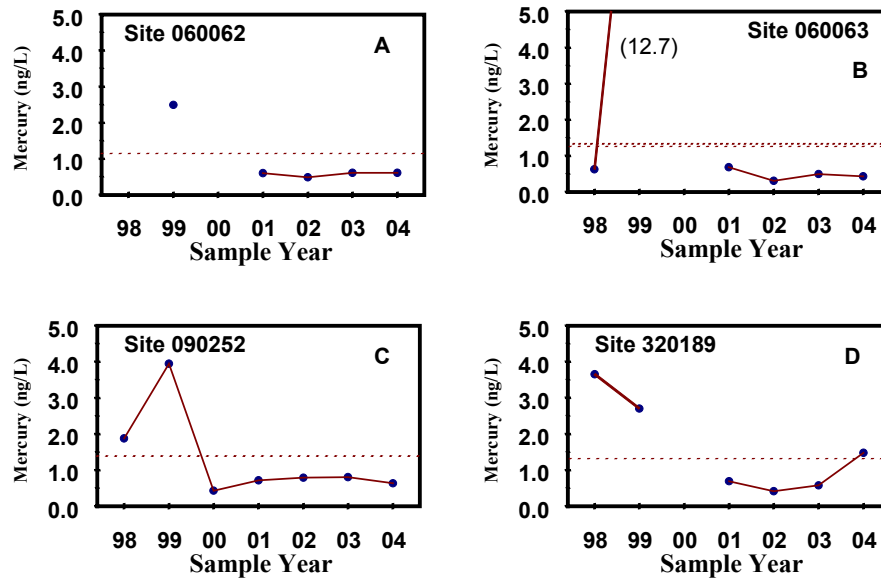 Site 060062
A
Mercury (ng/L)
5.0
4.0
3.0
2.0
1.0
0.0
98 99 00 01 02 03 04
Sample Year
Site 060063
B
(12.7)
Mercury (ng/L)
5.0
4.0
3.0
2.0
1.0
0.0
98 99 00 01 02 03 04
Sample Year
Site 090252
C
Mercury (ng/L)
5.0
4.0
3.0
2.0
1.0
0.0
98 99 00 01 02 03 04
Sample Year
Site 320189
D
Mercury (ng/L)
5.0
4.0
3.0
2.0
1.0
0.0
98 99 00 01 02 03 04
Sample Year